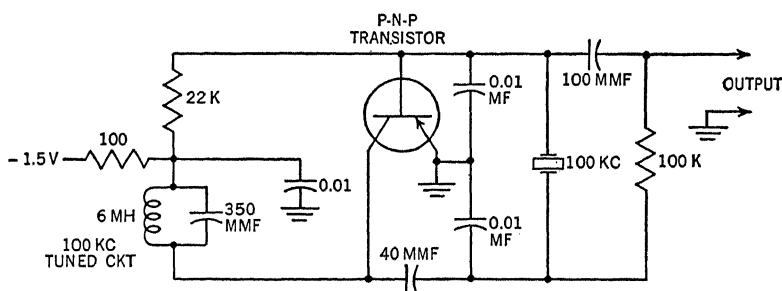 P-N-P
TRANSISTOR
0.01
MF
100 MMF
OUTPUT
22 K
100
- 1.5 V
0.01
100 KC
100 K
6 MH
350
MMF
0.01
MF
100 KC
TUNED CKT
40 MMF